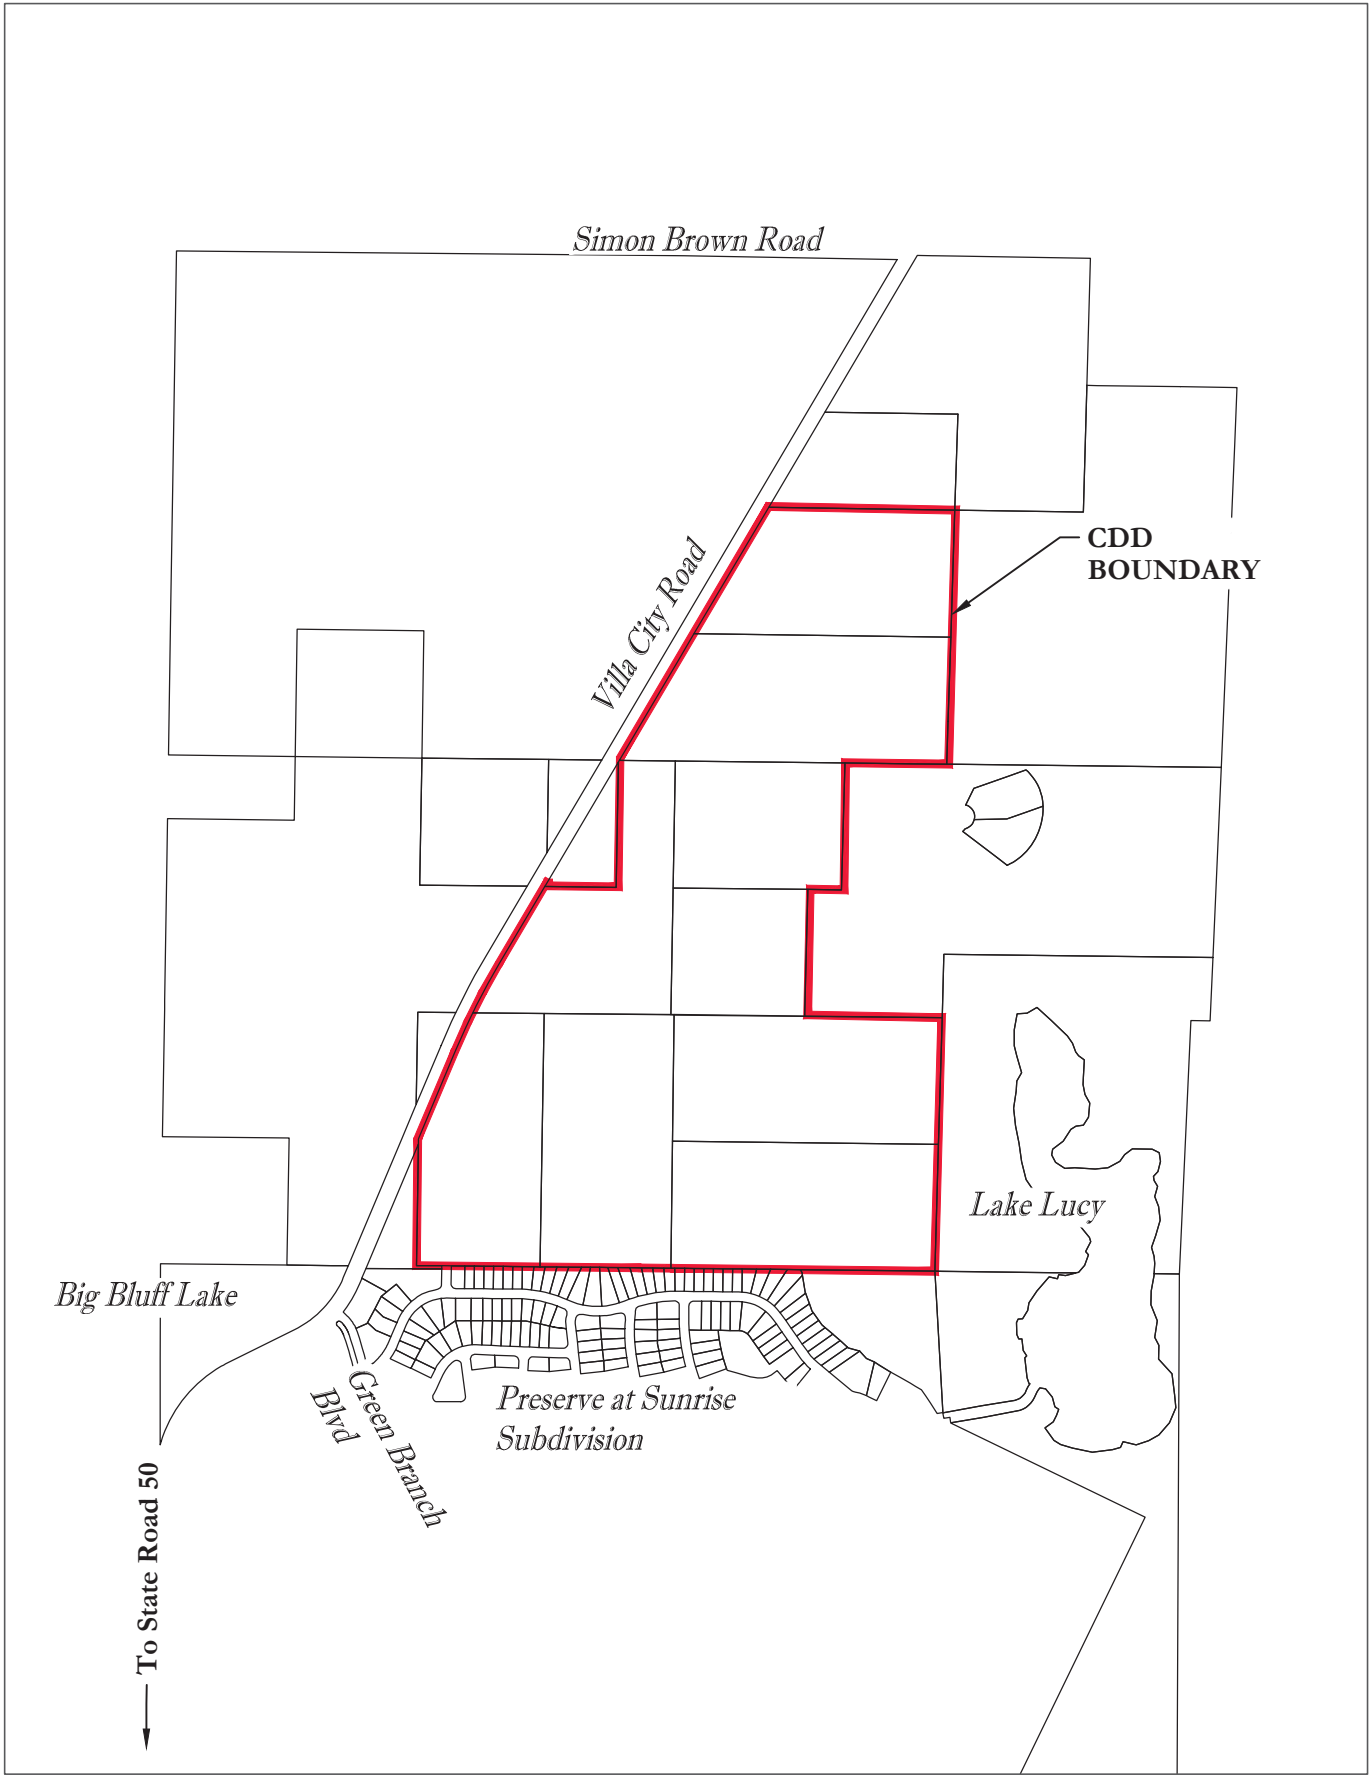 Simon Brown Road
CDD
BOUNDARY
Villa City Road
Lake Lucy
Big Bluff Lake
Green Branch
Blvd
Preserve at Sunrise
Subdivision
To State Road 50